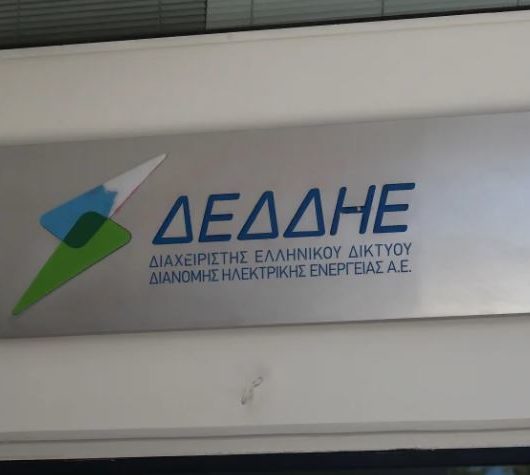 ΔΕΔΔΗΕ
ΔΙΑΧΕΙΡΙΣΤΗΣ ΕΛΛΗΝΙΚΟΥ ΔΙΚΤΥΟΥ
ΔΙΑΝΟΜΗΣ ΗΛΕΚΤΡΙΚΗΣ ΕΝΕΡΓΕΙΑΣ Α.Ε.